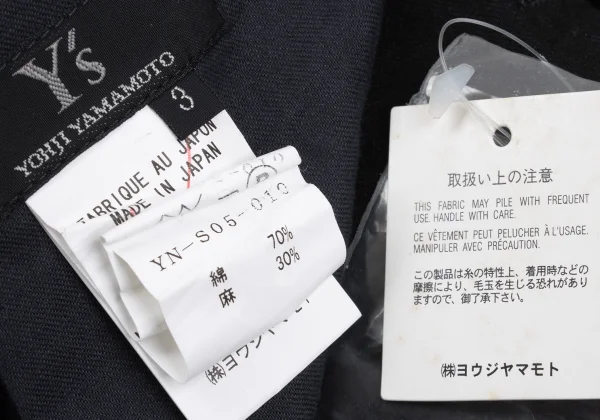 Y's
YOHJI YAMAMOTO
3
FABRIQUE AU JAPON
MADE IN JAPAN
YN-S05-010
綿 70%
麻 30%
㈱ヨウジヤマモト
取扱い上の注意
THIS FABRIC MAY PILE WITH FREQUENT
USE. HANDLE WITH CARE.
CE VÊTEMENT PEUT PELUCHER À L'USAGE.
MANIPULER AVEC PRÉCAUTION.
この製品は糸の特性上、着用時などの
摩擦により、毛玉を生じる恐れがあり
ますので、御了承下さい。
㈱ヨウジヤマモト